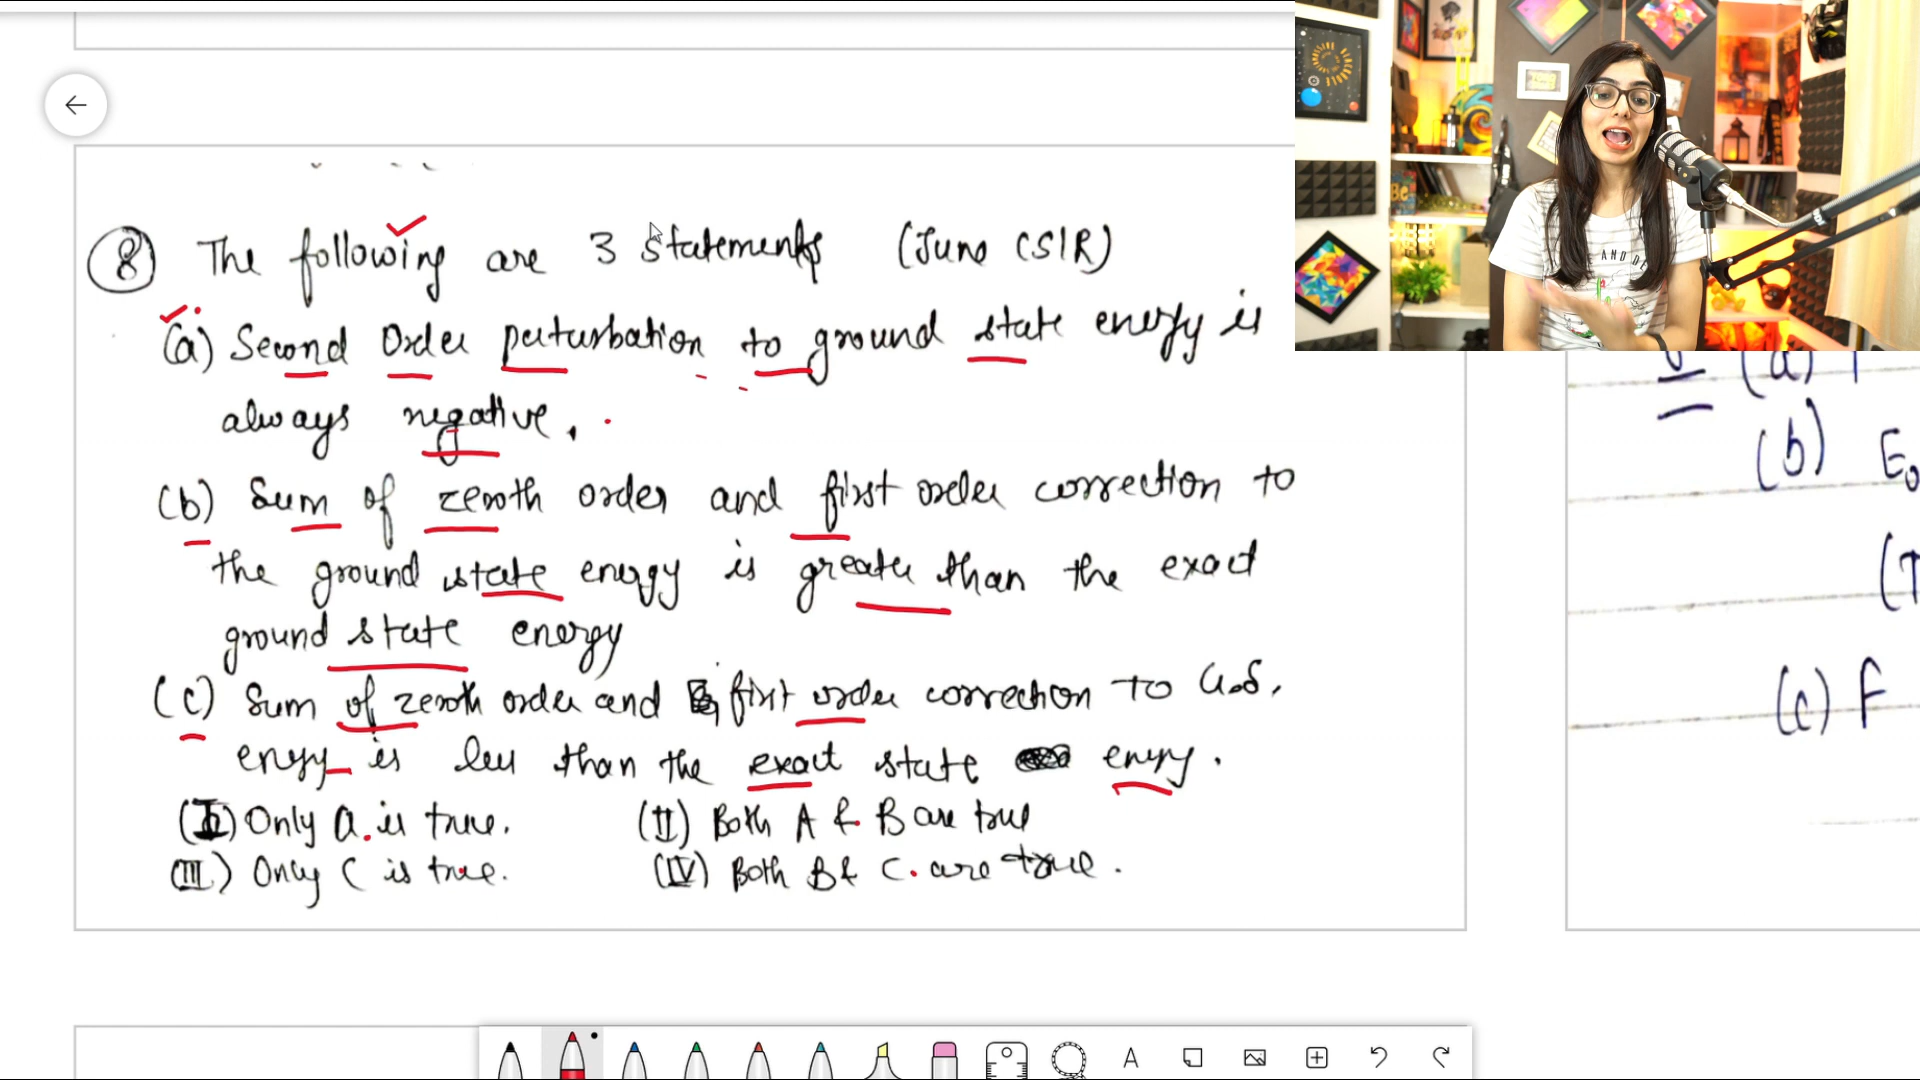 (8) The following are 3 statements (June CSIR)
(a) Second Order perturbation to ground state energy is
always negative.
(b) Sum of zeroth order and first order correction to
the ground state energy is greater than the exact
ground state energy
(c) Sum of zeroth order and first order correction to G.S.
energy is less than the exact state energy.
(I) Only a is true. (II) Both A & B are true
(III) Only C is true. (IV) Both B & C are true.
(a)
(b) E₀
(c) F
A